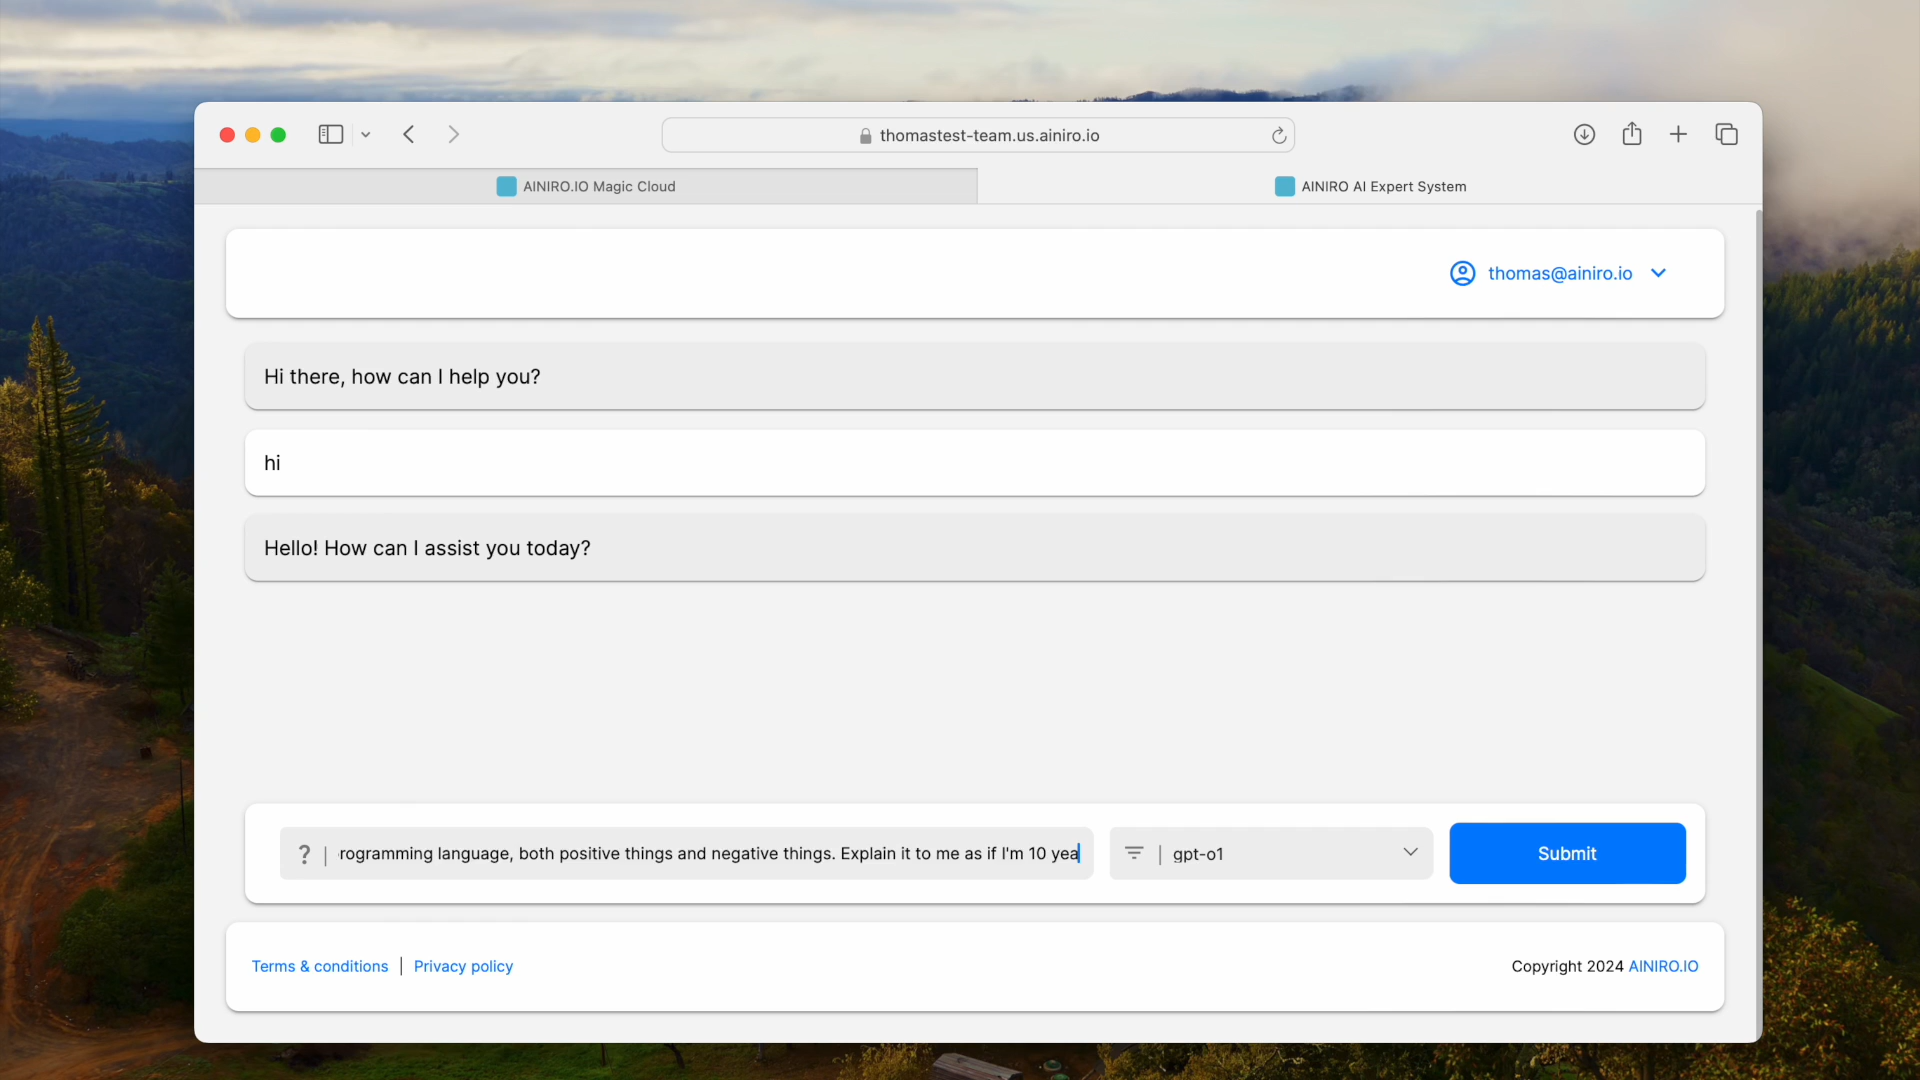 thomastest-team.us.ainiro.io
AINIRO.IO Magic Cloud
AINIRO AI Expert System
thomas@ainiro.io
Hi there, how can I help you?
hi
Hello! How can I assist you today?
? | rogramming language, both positive things and negative things. Explain it to me as if I'm 10 yea
gpt-o1
Submit
Terms & conditions | Privacy policy
Copyright 2024 AINIRO.IO